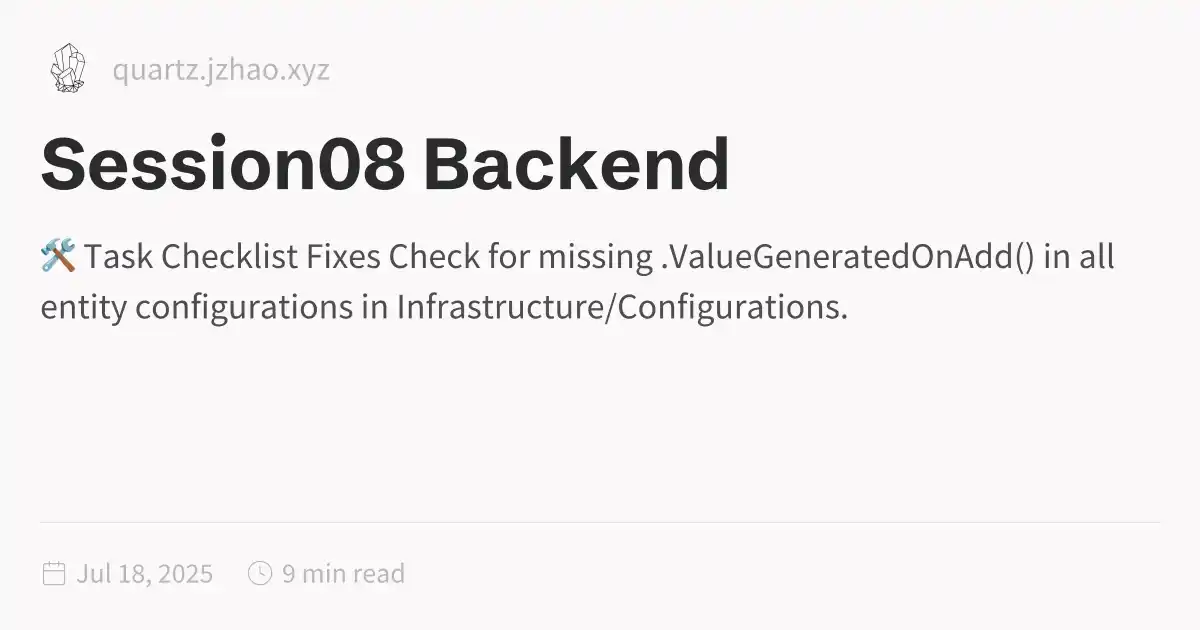 quartz.jzhao.xyz
Session08 Backend
🛠️ Task Checklist Fixes Check for missing .ValueGeneratedOnAdd() in all
entity configurations in Infrastructure/Configurations.
Jul 18, 2025 9 min read